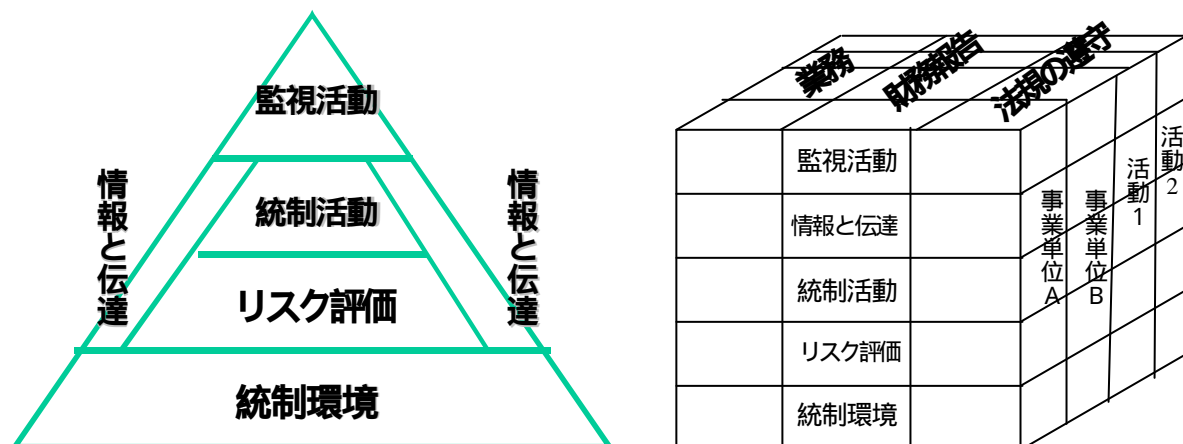 監視活動
情報と伝達
統制活動
情報と伝達
リスク評価
統制環境
業務
財務報告
法規の遵守
監視活動
情報と伝達
統制活動
リスク評価
統制環境
事業単位A
事業単位B
活動1
活動2